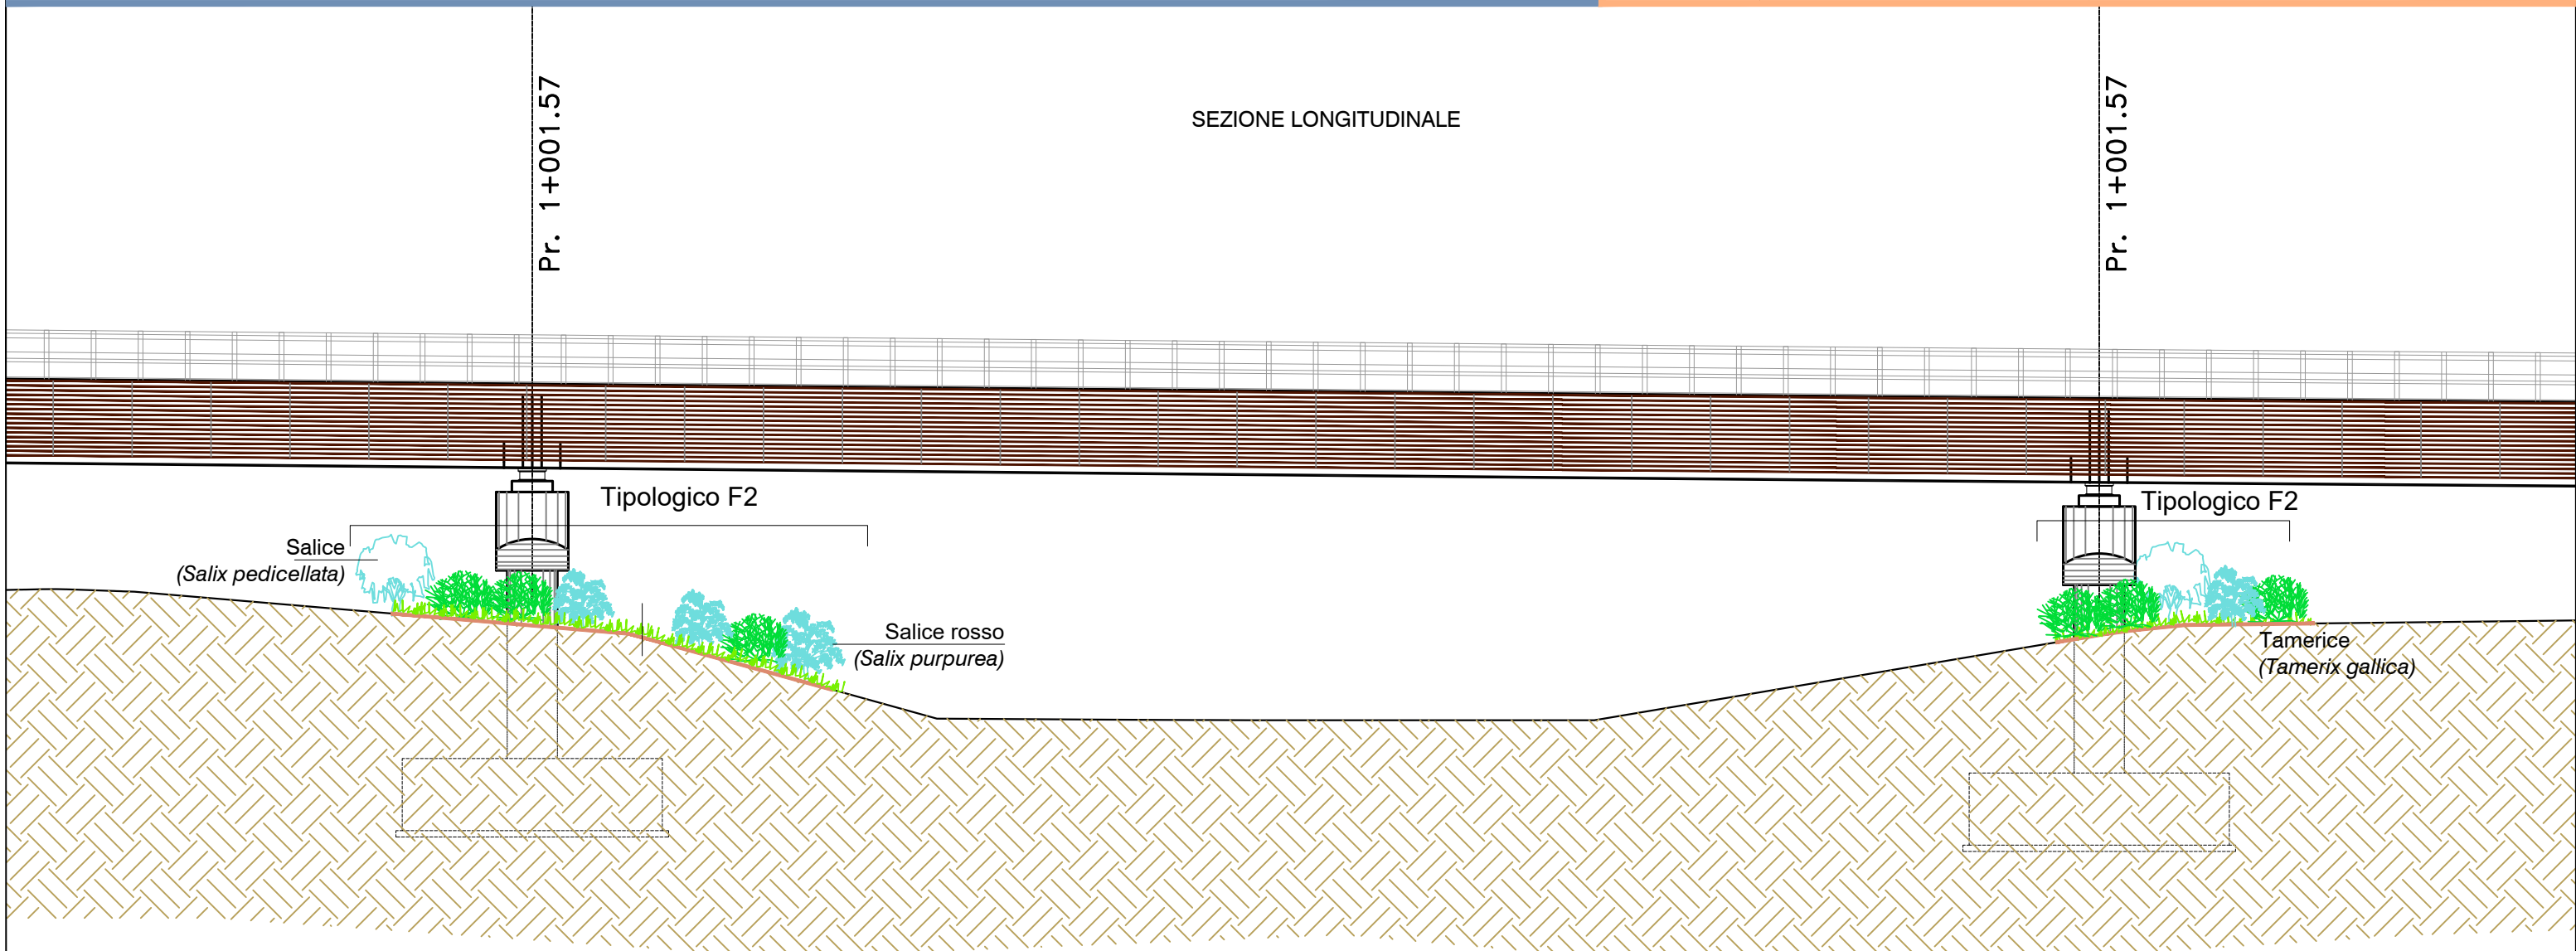 SEZIONE LONGITUDINALE
Pr. 1+001.57
Pr. 1+001.57
Tipologico F2
Tipologico F2
Salice
(Salix pedicellata)
Salice rosso
(Salix purpurea)
Tamerice
(Tamerix gallica)